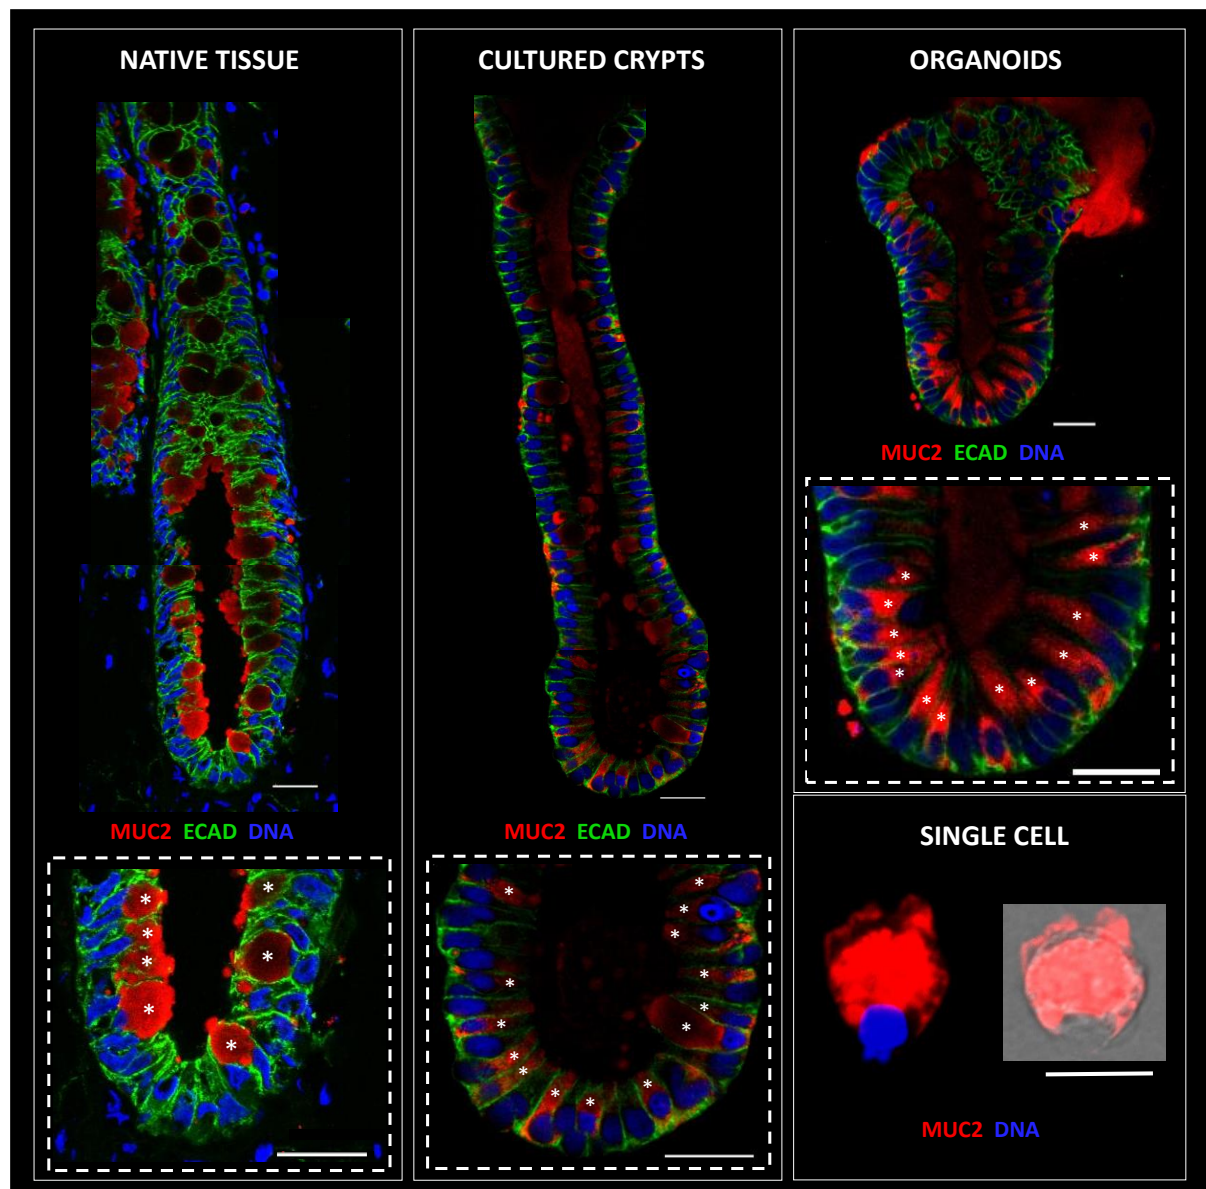 NATIVE TISSUE
MUC2 ECAD DNA
* * * * * * *
CULTURED CRYPTS
MUC2 ECAD DNA
* * * * * * * * * * * * * *
ORGANOIDS
MUC2 ECAD DNA
* * * * * * * * * * * * *
SINGLE CELL
MUC2 DNA